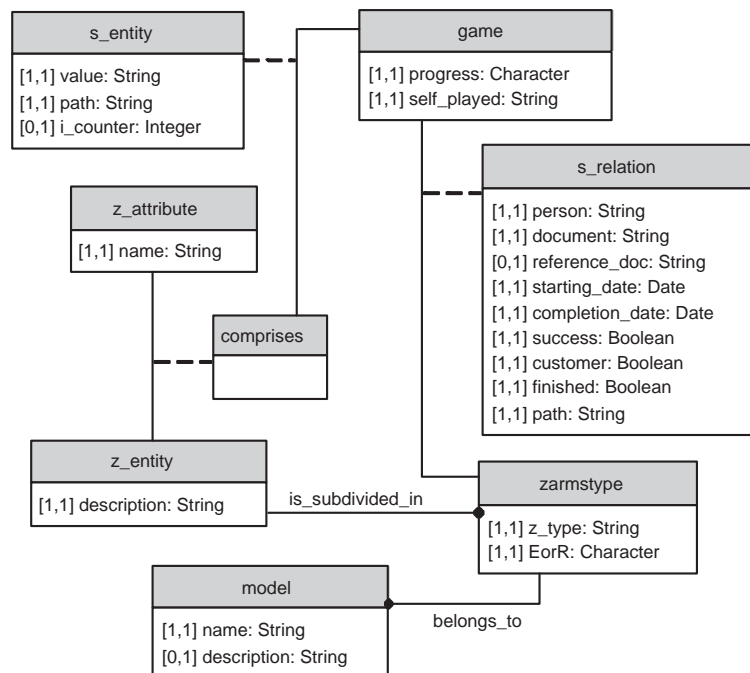 s_entity
[1,1] value: String
[1,1] path: String
[0,1] i_counter: Integer
game
[1,1] progress: Character
[1,1] self_played: String
s_relation
[1,1] person: String
[1,1] document: String
[0,1] reference_doc: String
[1,1] starting_date: Date
[1,1] completion_date: Date
[1,1] success: Boolean
[1,1] customer: Boolean
[1,1] finished: Boolean
[1,1] path: String
z_attribute
[1,1] name: String
comprises
z_entity
[1,1] description: String
is_subdivided_in
zarmstype
[1,1] z_type: String
[1,1] EorR: Character
model
[1,1] name: String
[0,1] description: String
belongs_to